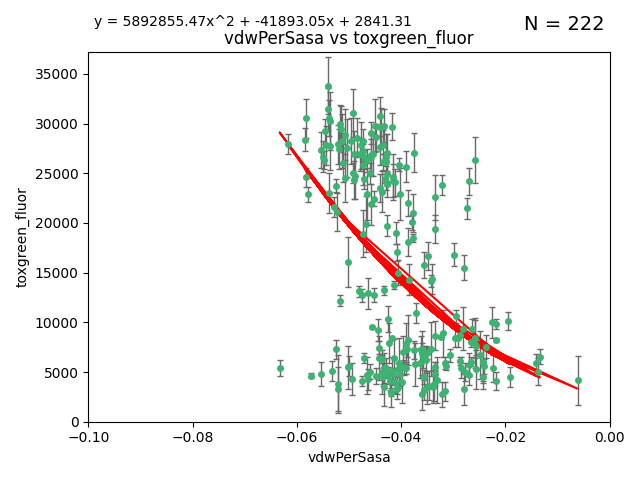 y = 5892855.47x^2 + -41893.05x + 2841.31
N = 222
vdwPerSasa vs toxgreen_fluor
35000
30000
25000
20000
15000
10000
5000
0
toxgreen_fluor
−0.10
−0.08
−0.06
−0.04
−0.02
0.00
vdwPerSasa